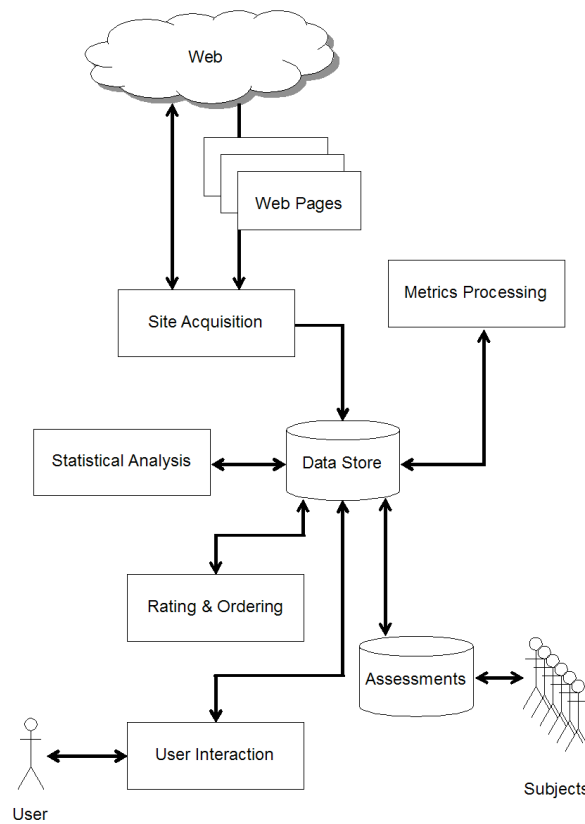 Web
Web Pages
Metrics Processing
Site Acquisition
Statistical Analysis
Data Store
Rating & Ordering
Assessments
User Interaction
Subjects
User